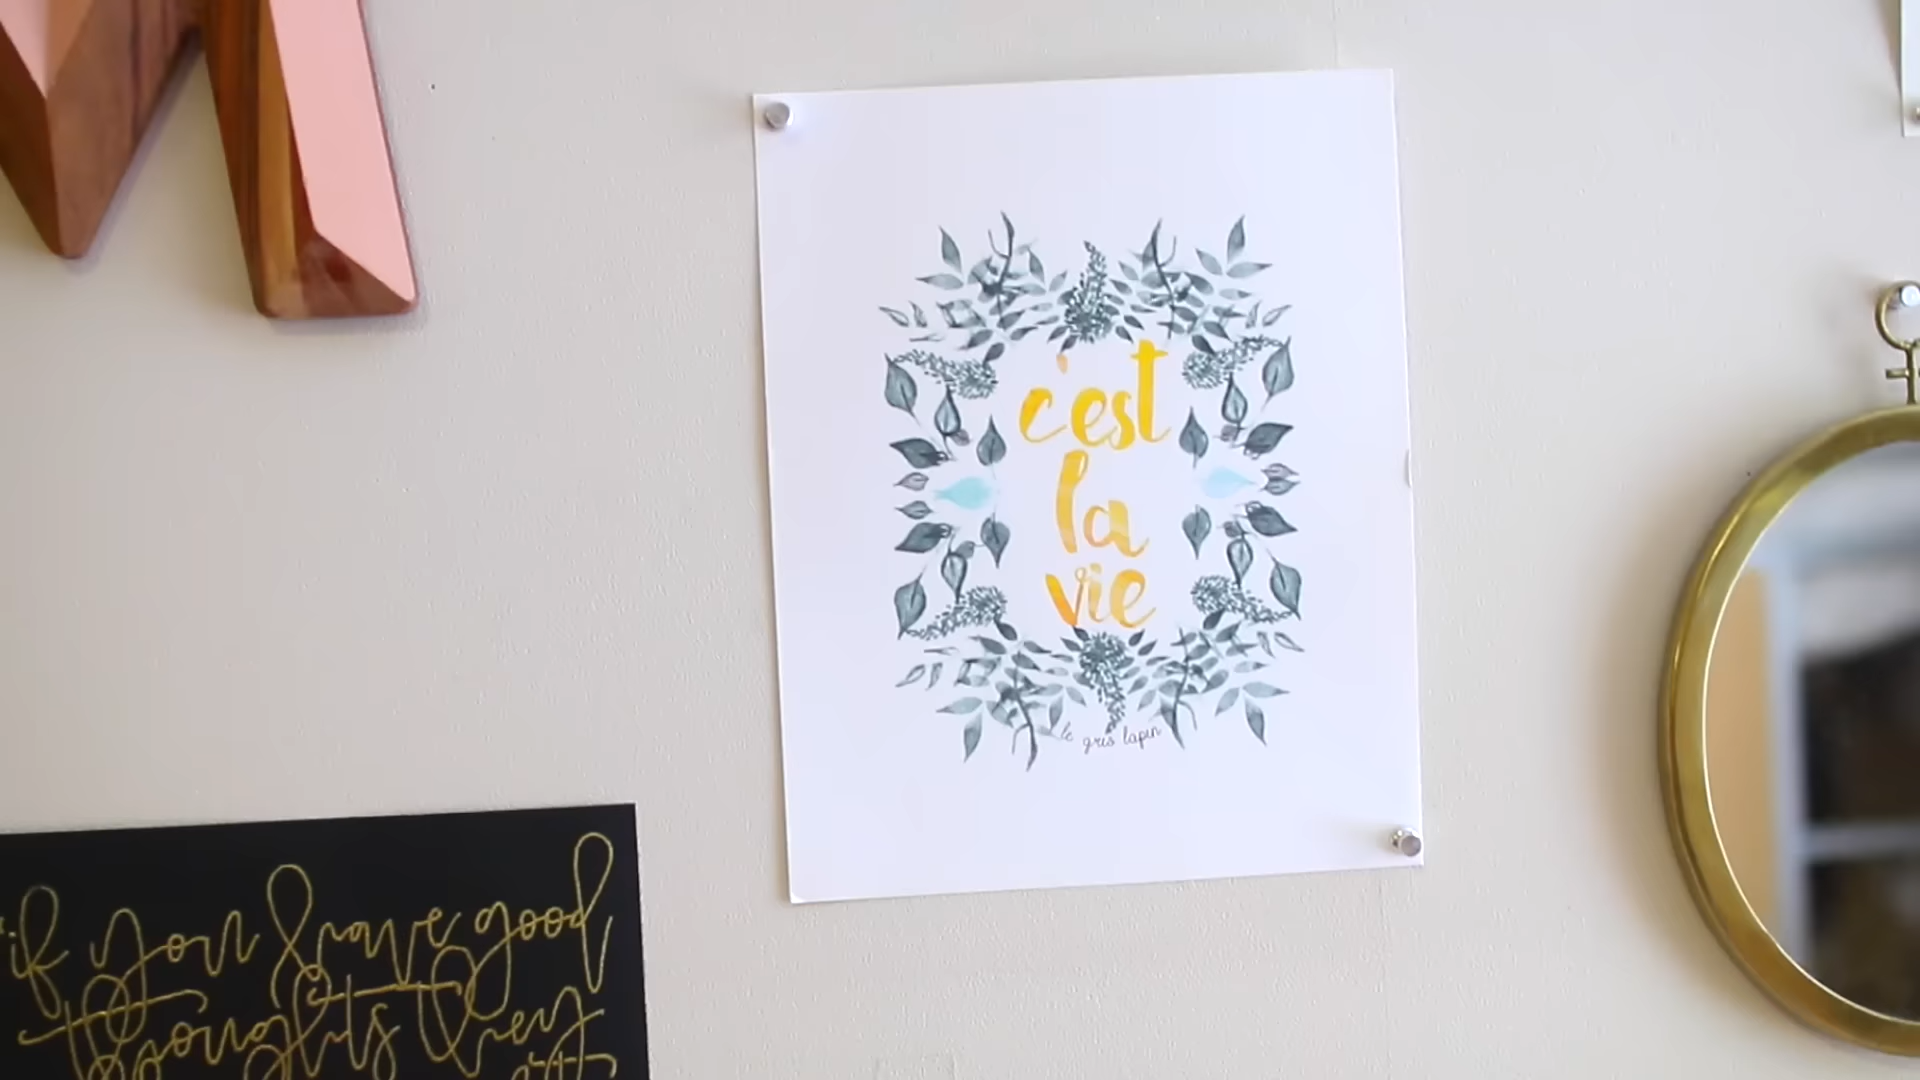 c'est
la
vie
le gris lapin
if you have good
thoughts they